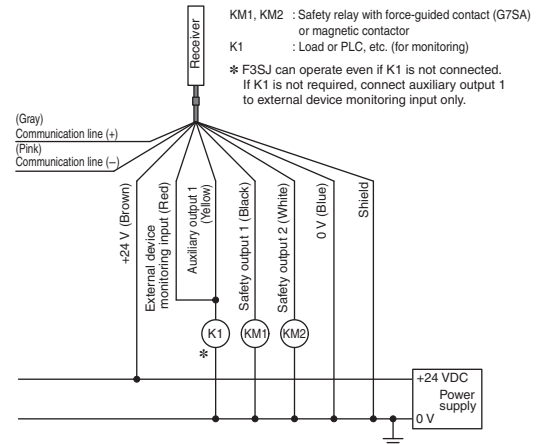 Receiver
KM1, KM2 : Safety relay with force-guided contact (G7SA)
or magnetic contactor
K1 : Load or PLC, etc. (for monitoring)
* F3SJ can operate even if K1 is not connected.
If K1 is not required, connect auxiliary output 1
to external device monitoring input only.
(Gray)
Communication line (+)
(Pink)
Communication line (–)
+24 V (Brown)
External device
monitoring input (Red)
Auxiliary output 1
(Yellow)
Safety output 1 (Black)
Safety output 2 (White)
0 V (Blue)
Shield
K1
*
KM1
KM2
+24 VDC
Power
supply
0 V